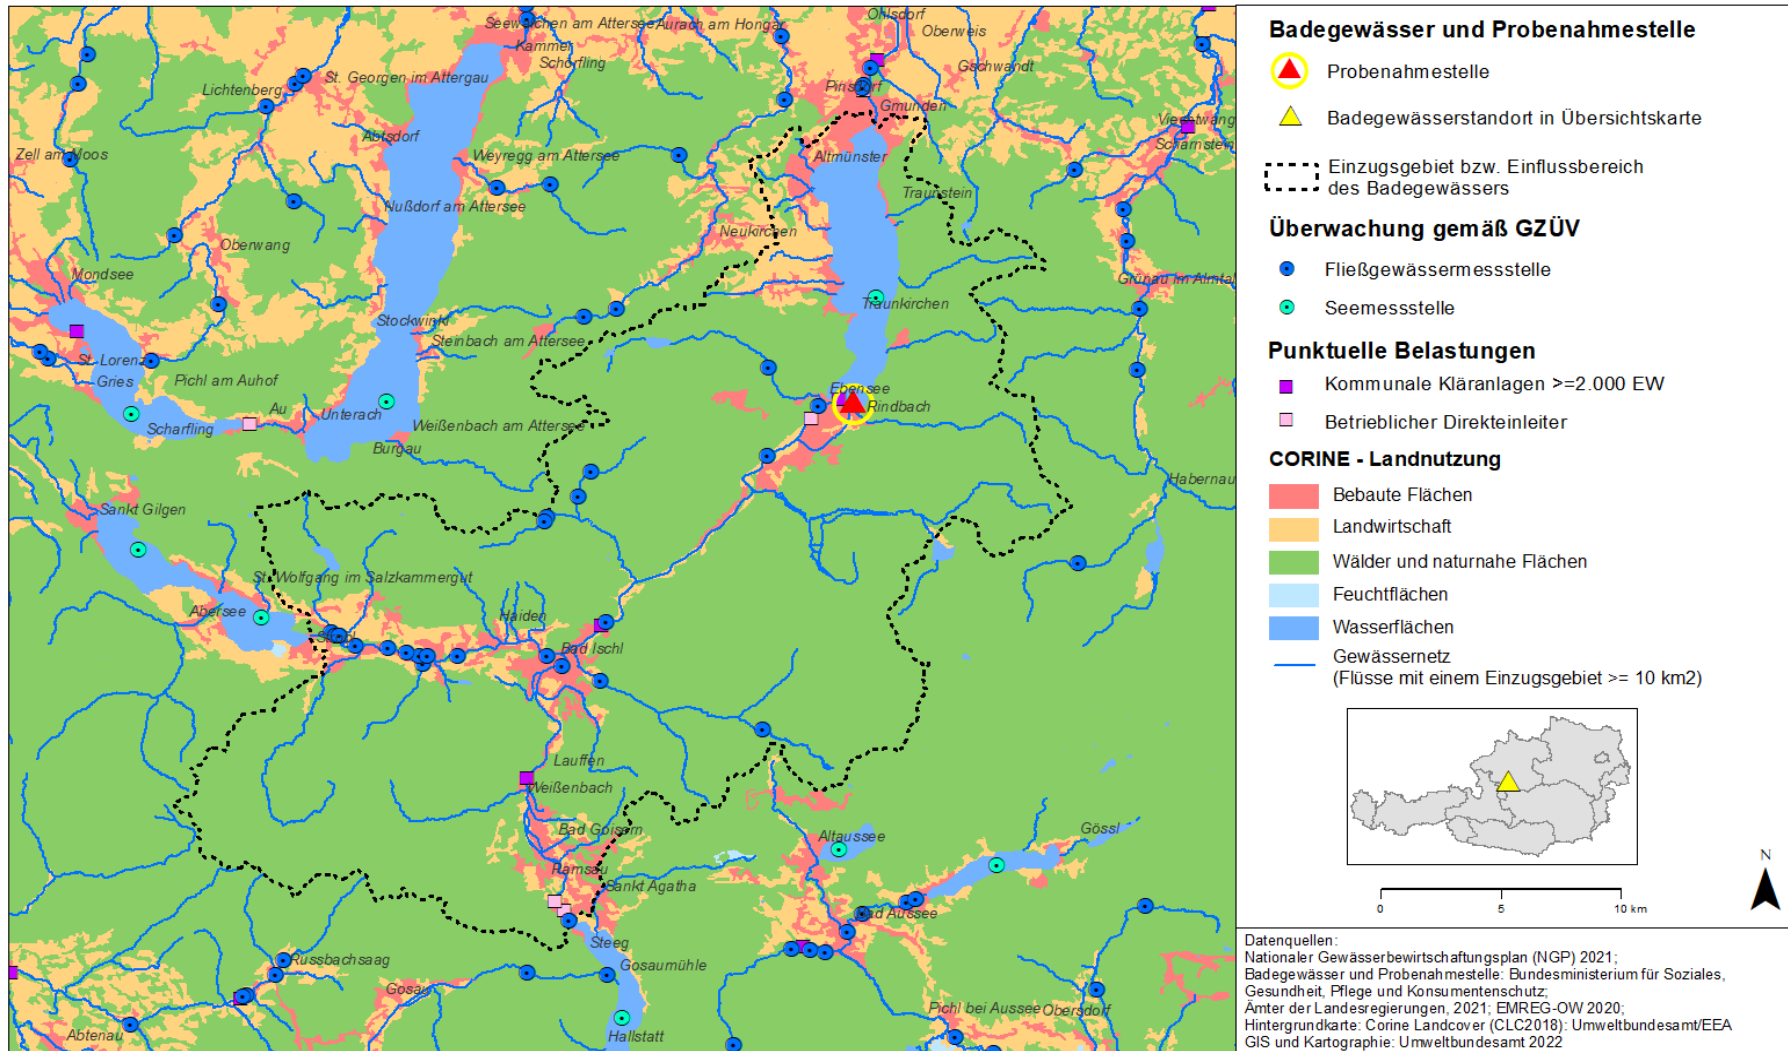 Seewalchen am Attersee
Aurach am Hongar
Ohlsdorf
Oberweis
Kammer
Schörfling
Gschwandt
St. Georgen im Attergau
Lichtenberg
Pinsdorf
Gmunden
Viechtwang
Scharnstein
Abtsdorf
Zell am Moos
Weyregg am Attersee
Altmünster
Traunstein
Nußdorf am Attersee
Neukirchen
Oberwang
Mondsee
Grünau im Almtal
Traunkirchen
Stockwinkl
Steinbach am Attersee
St. Lorenz
Gries
Pichl am Auhof
Ebensee
Rindbach
Au
Unterach
Scharfling
Weißenbach am Attersee
Burgau
Habernau
Sankt Gilgen
St. Wolfgang im Salzkammergut
Abersee
Haiden
Strobl
Bad Ischl
Lauffen
Weißenbach
Bad Goisern
Altaussee
Gössl
Ramsau
Sankt Agatha
Bad Aussee
Steeg
Russbachsaag
Gosaumühle
Gosau
Pichl bei Aussee
Obersdorf
Abtenau
Hallstatt
Badegewässer und Probenahmestelle
Probenahmestelle
Badegewässerstandort in Übersichtskarte
Einzugsgebiet bzw. Einflussbereich
des Badegewässers
Überwachung gemäß GZÜV
Fließgewässermessstelle
Seemessstelle
Punktuelle Belastungen
Kommunale Kläranlagen >=2.000 EW
Betrieblicher Direkteinleiter
CORINE - Landnutzung
Bebaute Flächen
Landwirtschaft
Wälder und naturnahe Flächen
Feuchtflächen
Wasserflächen
Gewässernetz
(Flüsse mit einem Einzugsgebiet >= 10 km2)
N
0 5 10 km
Datenquellen:
Nationaler Gewässerbewirtschaftungsplan (NGP) 2021;
Badegewässer und Probenahmestelle: Bundesministerium für Soziales,
Gesundheit, Pflege und Konsumentenschutz;
Ämter der Landesregierungen, 2021; EMREG-OW 2020;
Hintergrundkarte: Corine Landcover (CLC2018): Umweltbundesamt/EEA
GIS und Kartographie: Umweltbundesamt 2022